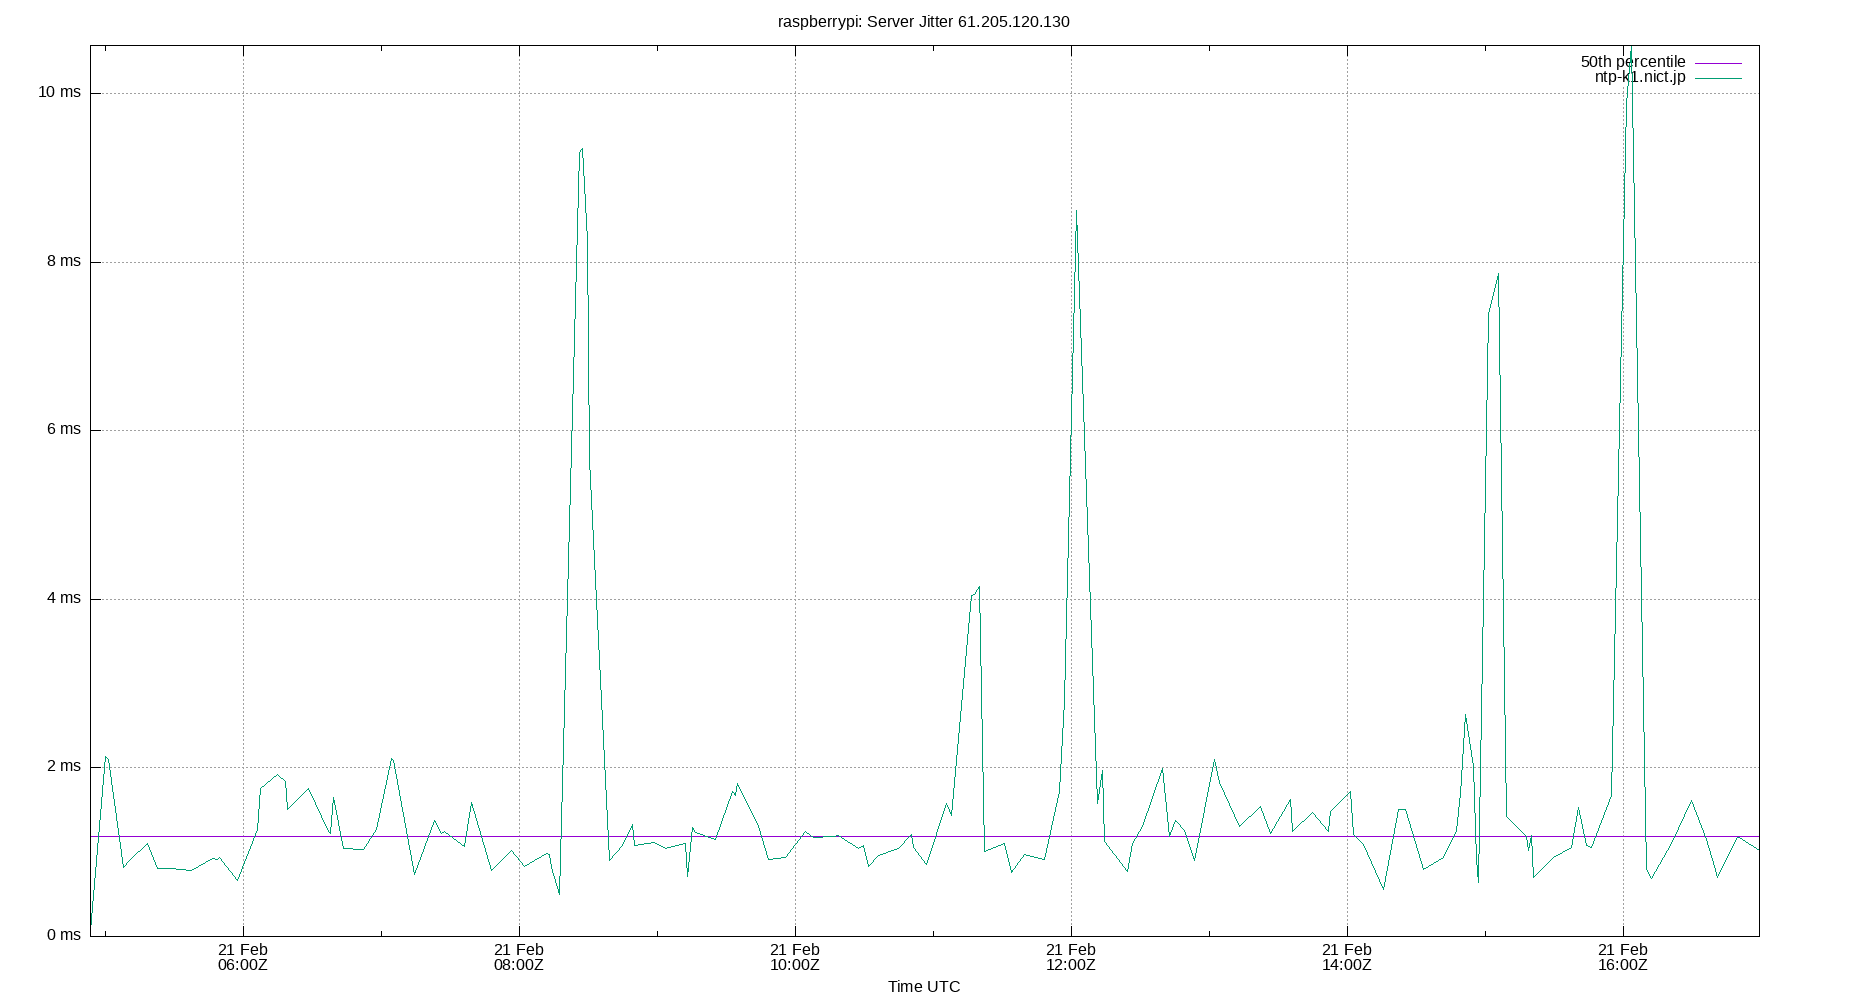 raspberrypi: Server Jitter 61.205.120.130
50th percentile
ntp-k1.nict.jp
10 ms
8 ms
6 ms
4 ms
2 ms
0 ms
21 Feb 21 Feb 21 Feb 21 Feb 21 Feb 21 Feb
06:00Z 08:00Z 10:00Z 12:00Z 14:00Z 16:00Z
Time UTC